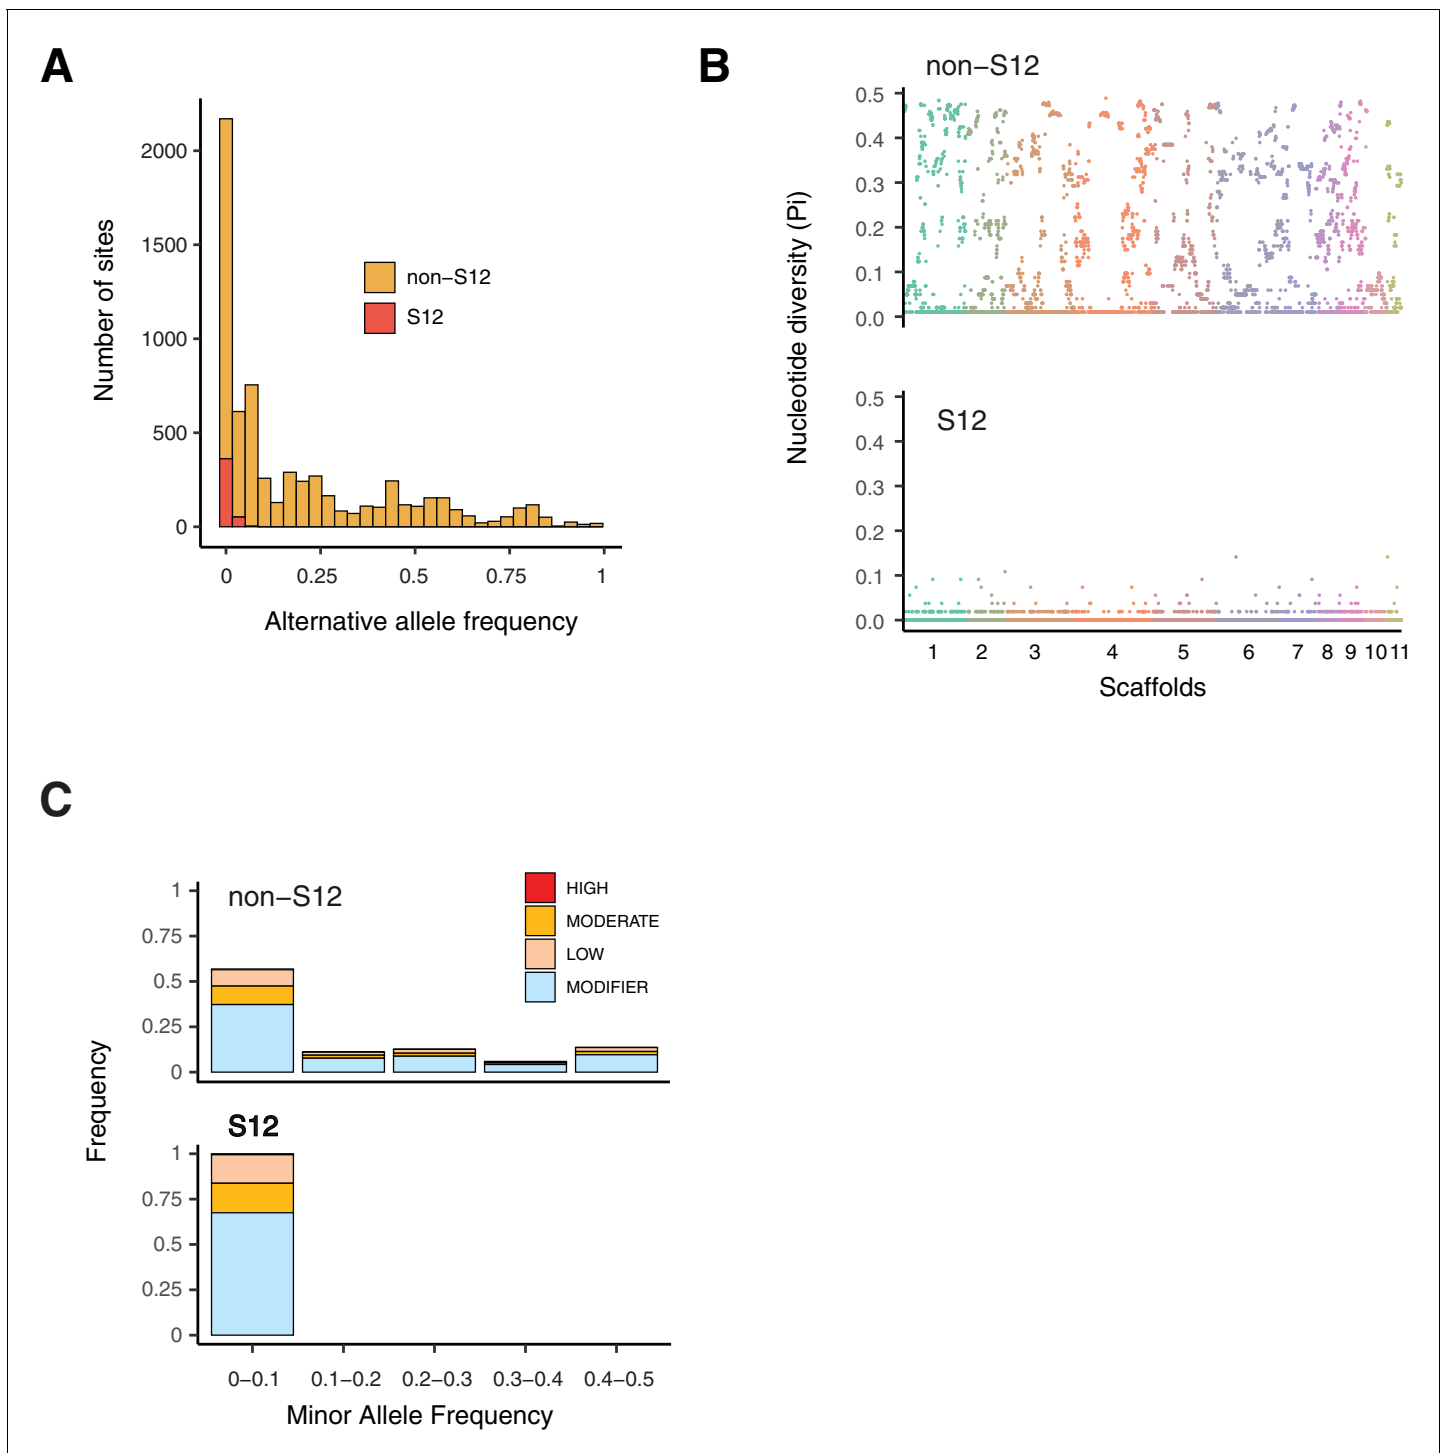 A
2000
1500
1000
500
0
Number of sites
non−S12
S12
0 0.25 0.5 0.75 1
Alternative allele frequency
B
non−S12
0.5
0.4
0.3
0.2
0.1
0.0
Nucleotide diversity (Pi)
S12
0.5
0.4
0.3
0.2
0.1
0.0
1 2 3 4 5 6 7 8 9 10 11
Scaffolds
C
non−S12
1
0.75
0.5
0.25
0
HIGH
MODERATE
LOW
MODIFIER
Frequency
S12
1
0.75
0.5
0.25
0
0−0.1 0.1−0.2 0.2−0.3 0.3−0.4 0.4−0.5
Minor Allele Frequency